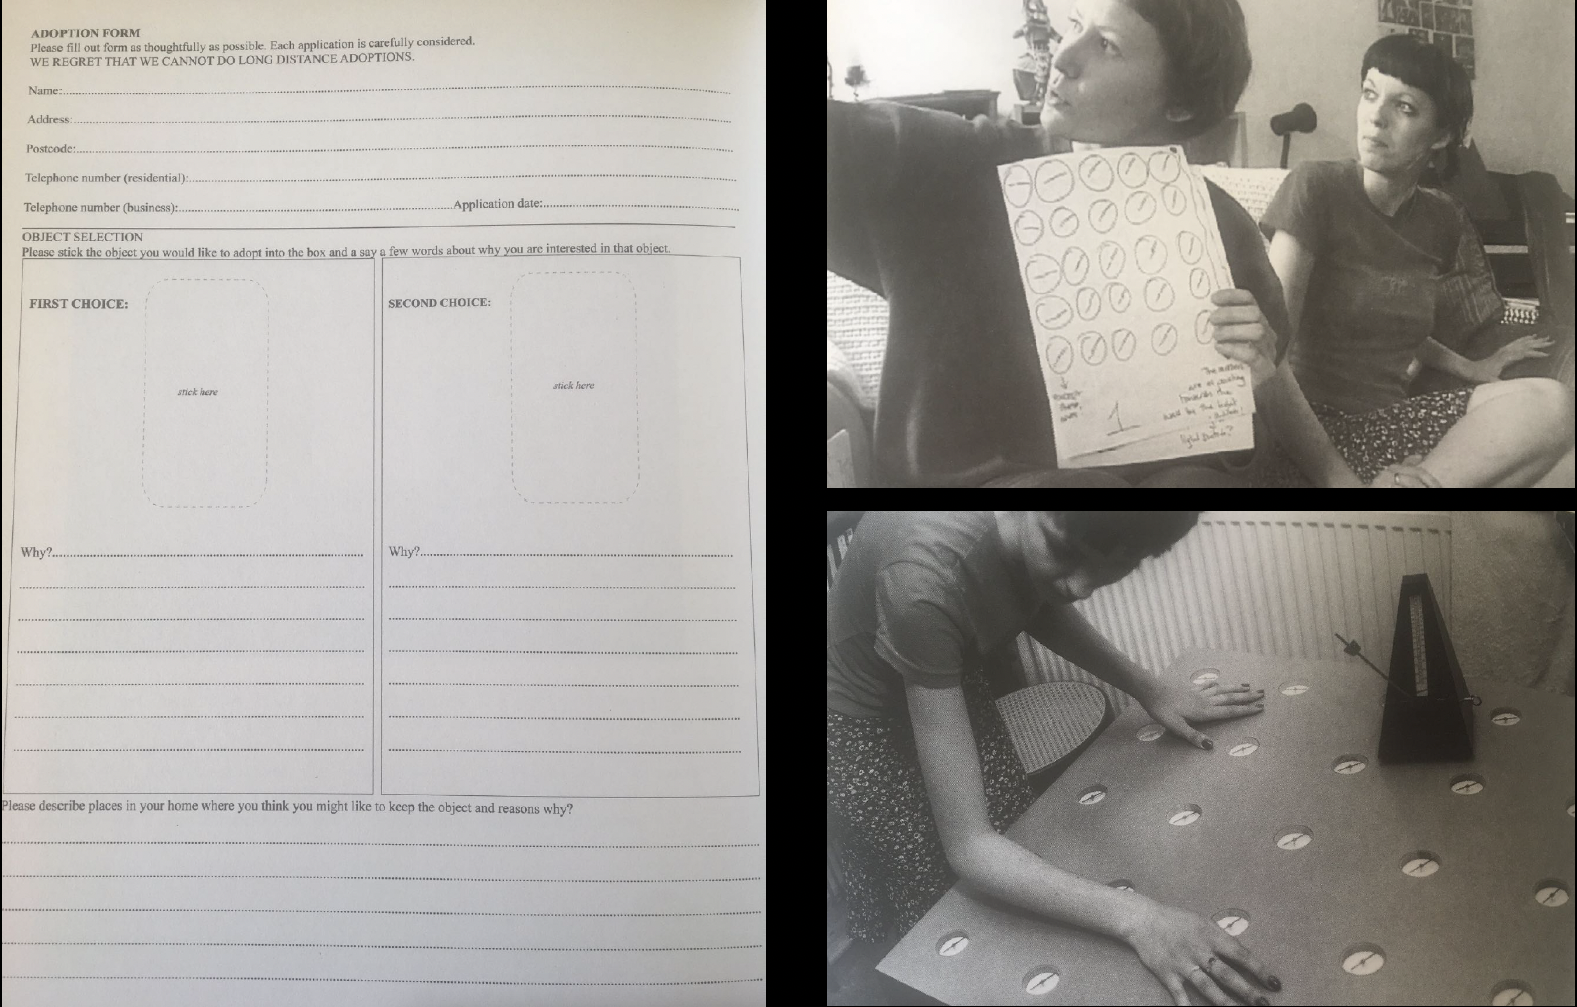 ADOPTION FORM
Please fill out form as thoughtfully as possible. Each application is carefully considered.
WE REGRET THAT WE CANNOT DO LONG DISTANCE ADOPTIONS.
Name:
Address:
Postcode:
Telephone number (residential):
Telephone number (business): Application date:
OBJECT SELECTION
Please stick the object you would like to adopt into the box and a say a few words about why you are interested in that object.
FIRST CHOICE:
stick here
Why?
SECOND CHOICE:
stick here
Why?
Please describe places in your home where you think you might like to keep the object and reasons why?
1
The
are
towards the